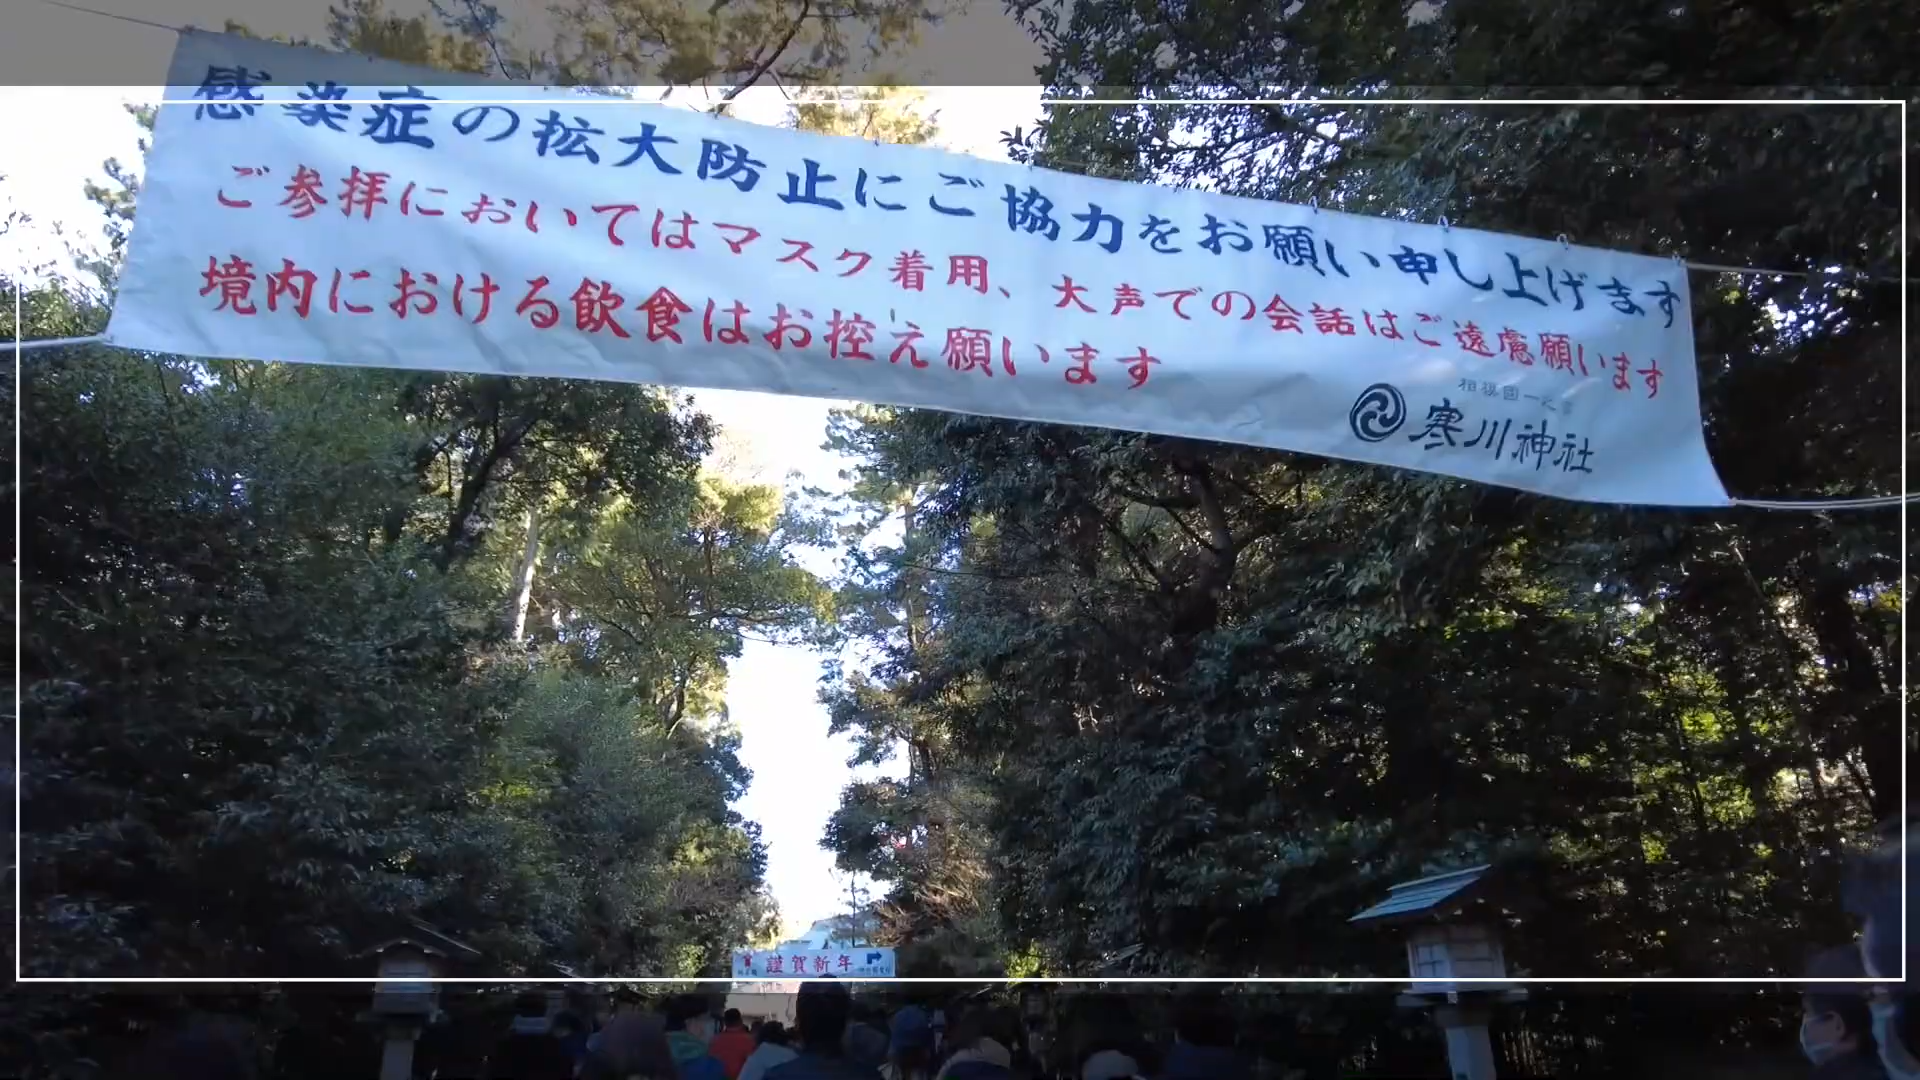 感染症の拡大防止にご協力をお願い申し上げます
ご参拝においてはマスク着用、大声での会話はご遠慮願います
境内における飲食はお控え願います
相模國一之宮
寒川神社
謹賀新年